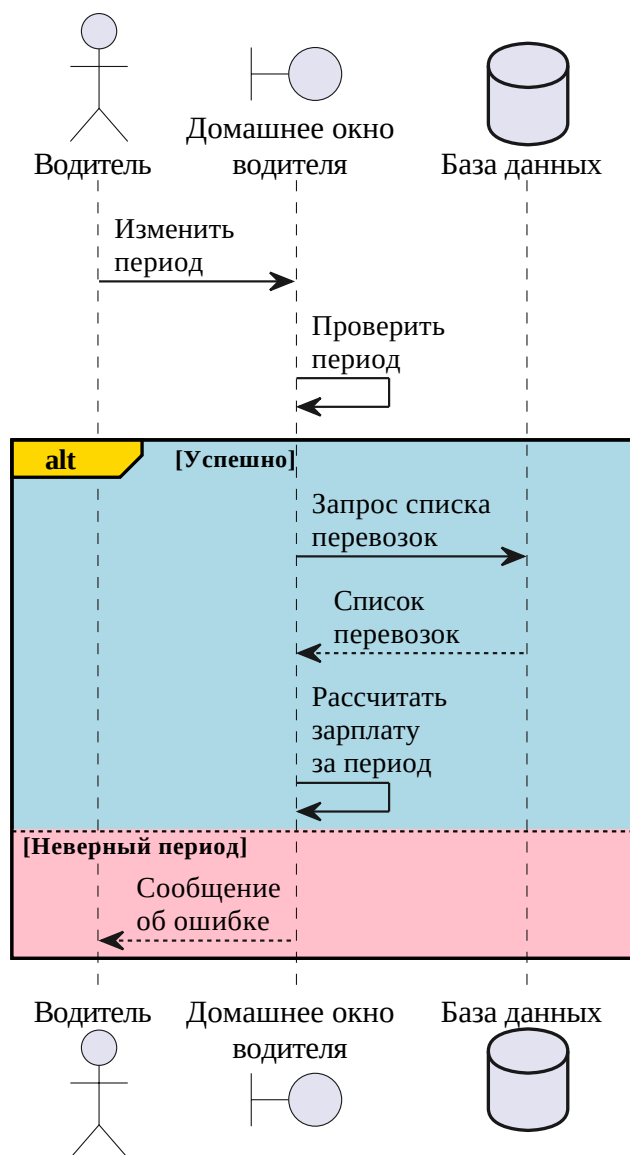 Водитель
Домашнее окно
водителя
База данных
Изменить
период
Проверить
период
alt
[Успешно]
Запрос списка
перевозок
Список
перевозок
Рассчитать
зарплату
за период
[Неверный период]
Сообщение
об ошибке
Водитель
Домашнее окно
водителя
База данных